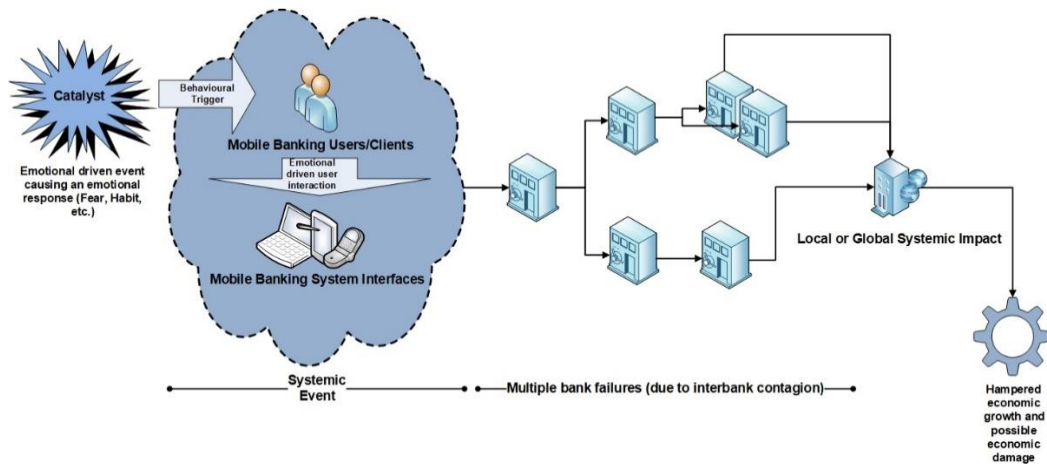 Catalyst
Emotional driven event
causing an emotional
response (Fear, Habit,
etc.)
Behavioural
Trigger
Mobile Banking Users/Clients
Emotional
driven user
interaction
Mobile Banking System Interfaces
Systemic
Event
Multiple bank failures (due to interbank contagion)
Local or Global Systemic Impact
Hampered
economic
growth and
possible
economic
damage